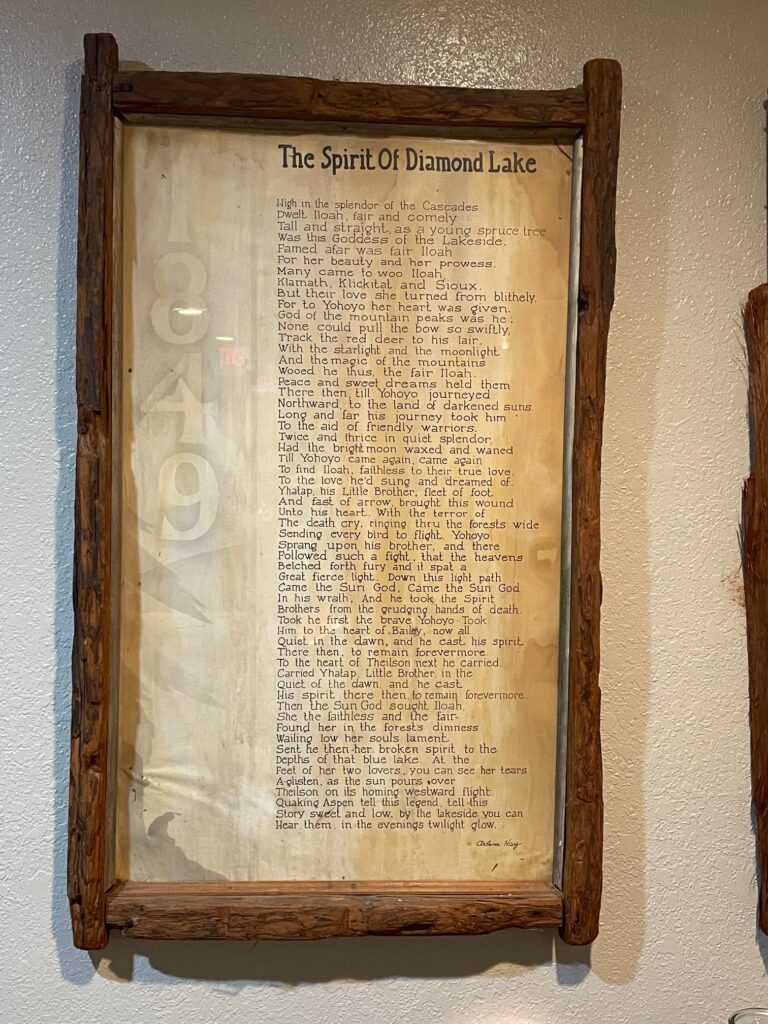 The Spirit Of Diamond Lake
High in the splendor of the Cascades
Dwelt Iloah, fair and comely
Tall and straight, as a young spruce tree
Was this Goddess of the Lakeside.
Famed afar was fair Iloah
For her beauty and her prowess.
Many came to woo Iloah
Klamath, Klickitat and Sioux.
But their love she turned from blithely,
For to Yohoyo her heart was given.
God of the mountain peaks was he;
None could pull the bow so swiftly,
Track the red deer to his lair.
With the starlight and the moonlight
And the magic of the mountains
Wooed he thus, the fair Iloah.
Peace and sweet dreams held them
There then, till Yohoyo journeyed
Northward, to the land of darkened suns
Long and far his journey took him
To the aid of friendly warriors.
Twice and thrice in quiet splendor
Had the bright moon waxed and waned
Till Yohoyo came again, came again
To find Iloah, faithless to their true love.
To the love he'd sung and dreamed of.
Yhatap, his Little Brother, fleet of foot
And fast of arrow, brought this wound
Unto his heart. With the terror of
The death cry, ringing thru the forests wide
Sending every bird to flight, Yohoyo
Sprang upon his brother, and there
Followed such a fight, that the heavens
Belched forth fury and it spat a
Great fierce light. Down this light path
Came the Sun God, Came the Sun God
In his wrath, And he took the Spirit
Brothers from the grudging hands of death.
Took he first the brave Yohoyo Took
Him to the heart of Bailey, now all
Quiet in the dawn, and he cast his spirit
There then, to remain forevermore
To the heart of Theilson next he carried,
Carried Yhatap, Little Brother, in the
Quiet of the dawn, and he cast
His spirit there then, to remain forevermore.
Then the Sun God sought Iloah,
She the faithless and the fair-
Found her in the forest's dimness
Wailing low her soul's lament.
Sent he then her broken spirit to the
Depths of that blue lake. At the
Feet of her two lovers, you can see her tears
A glisten, as the sun pours over
Theilson on its homing westward flight.
Quaking Aspen tell this legend, tell this
Story sweet and low, by the lakeside you can
Hear them, in the evenings twilight glow.
Arlene Hay
1849